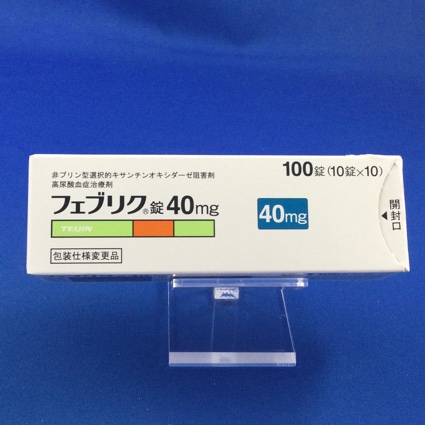 非プリン型選択的キサンチンオキシダーゼ阻害剤
高尿酸血症治療剤
フェブリク®錠40mg
TEIJIN
包装仕様変更品
100錠(10錠×10)
40mg
開封口